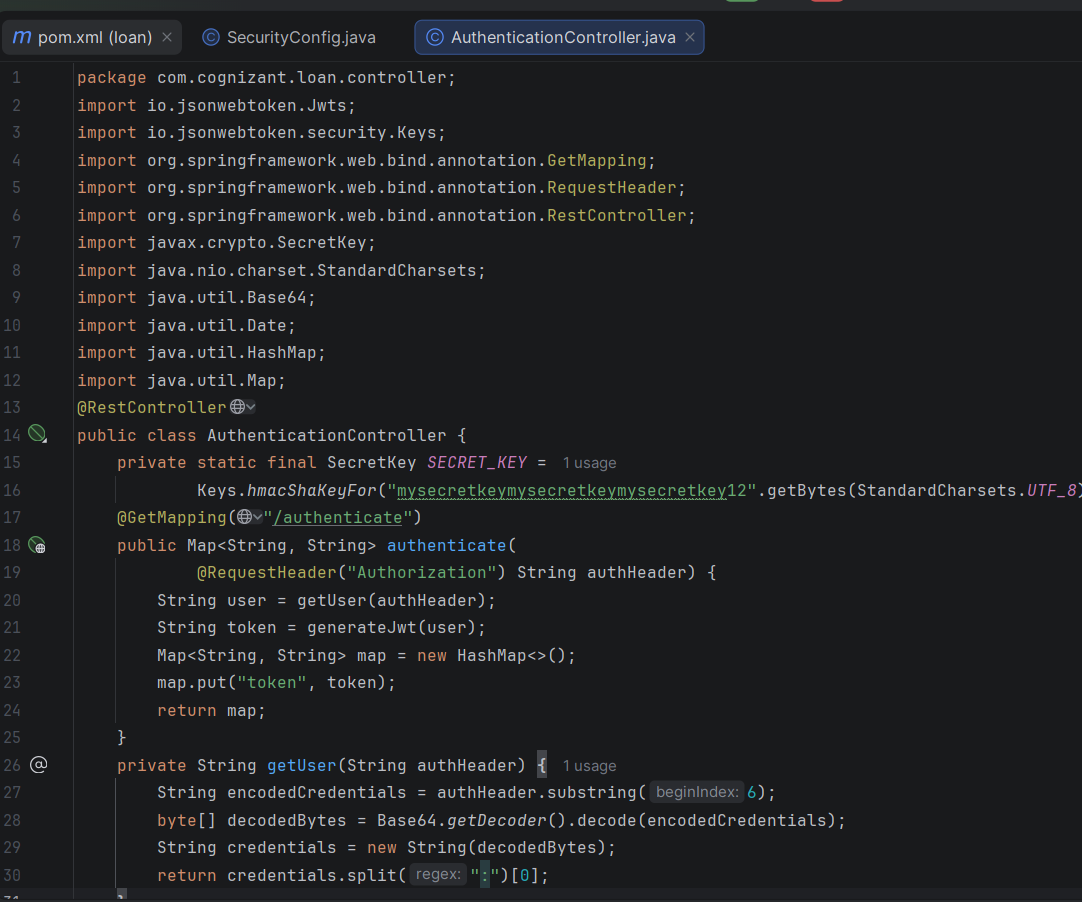 m pom.xml (loan) × © SecurityConfig.java © AuthenticationController.java ×
1 package com.cognizant.loan.controller;
2 import io.jsonwebtoken.Jwts;
3 import io.jsonwebtoken.security.Keys;
4 import org.springframework.web.bind.annotation.GetMapping;
5 import org.springframework.web.bind.annotation.RequestHeader;
6 import org.springframework.web.bind.annotation.RestController;
7 import javax.crypto.SecretKey;
8 import java.nio.charset.StandardCharsets;
9 import java.util.Base64;
10 import java.util.Date;
11 import java.util.HashMap;
12 import java.util.Map;
13 @RestController
14 public class AuthenticationController {
15 private static final SecretKey SECRET_KEY = 1 usage
16 Keys.hmacShaKeyFor("mysecretkeymysecretkeymysecretkey12".getBytes(StandardCharsets.UTF_8)
17 @GetMapping("/authenticate")
18 public Map<String, String> authenticate(
19 @RequestHeader("Authorization") String authHeader) {
20 String user = getUser(authHeader);
21 String token = generateJwt(user);
22 Map<String, String> map = new HashMap<>();
23 map.put("token", token);
24 return map;
25 }
26 @ private String getUser(String authHeader) { 1 usage
27 String encodedCredentials = authHeader.substring( beginIndex: 6);
28 byte[] decodedBytes = Base64.getDecoder().decode(encodedCredentials);
29 String credentials = new String(decodedBytes);
30 return credentials.split( regex: ":")[0];
31 }